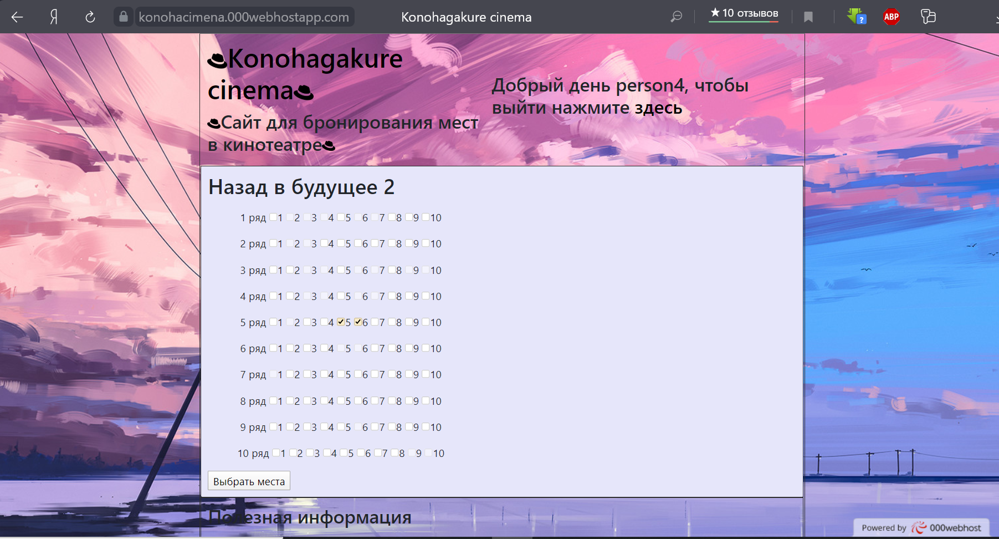 konohacimena.000webhostapp.com
Konohagakure cinema
★ 10 отзывов
?
ABP
Konohagakure
cinema
Сайт для бронирования мест
в кинотеатре
Добрый день person4, чтобы
выйти нажмите здесь
Назад в будущее 2
1 ряд 1 2 3 4 5 6 7 8 9 10
2 ряд 1 2 3 4 5 6 7 8 9 10
3 ряд 1 2 3 4 5 6 7 8 9 10
4 ряд 1 2 3 4 5 6 7 8 9 10
5 ряд 1 2 3 4 5 6 7 8 9 10
6 ряд 1 2 3 4 5 6 7 8 9 10
7 ряд 1 2 3 4 5 6 7 8 9 10
8 ряд 1 2 3 4 5 6 7 8 9 10
9 ряд 1 2 3 4 5 6 7 8 9 10
10 ряд 1 2 3 4 5 6 7 8 9 10
Выбрать места
Полезная информация
Powered by 000webhost